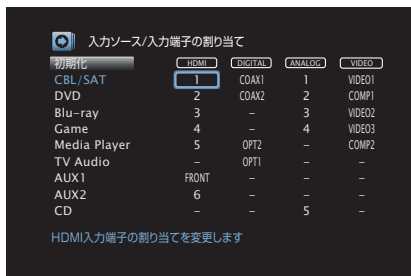 入力ソース/入力端子の割り当て
初期化 HDMI DIGITAL ANALOG VIDEO
CBL/SAT 1 COAX1 1 VIDEO1
DVD 2 COAX2 2 COMP1
Blu-ray 3 – 3 VIDEO2
Game 4 – 4 VIDEO3
Media Player 5 OPT2 – COMP2
TV Audio – OPT1 – –
AUX1 FRONT – – –
AUX2 6 – – –
CD – – 5 –
HDMI入力端子の割り当てを変更します